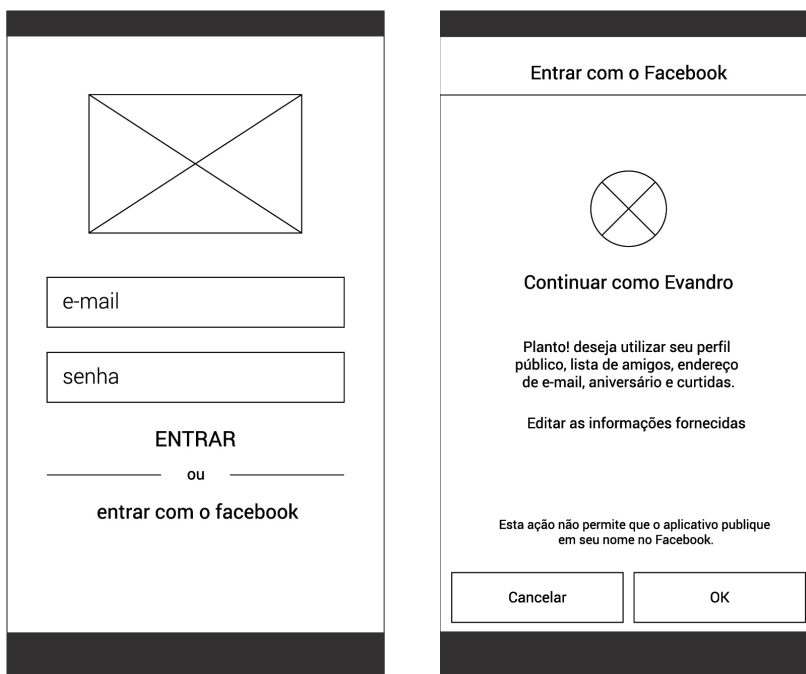 e-mail
senha
ENTRAR
ou
entrar com o facebook
Entrar com o Facebook
Continuar como Evandro
Planto! deseja utilizar seu perfil
público, lista de amigos, endereço
de e-mail, aniversário e curtidas.
Editar as informações fornecidas
Esta ação não permite que o aplicativo publique
em seu nome no Facebook.
Cancelar
OK